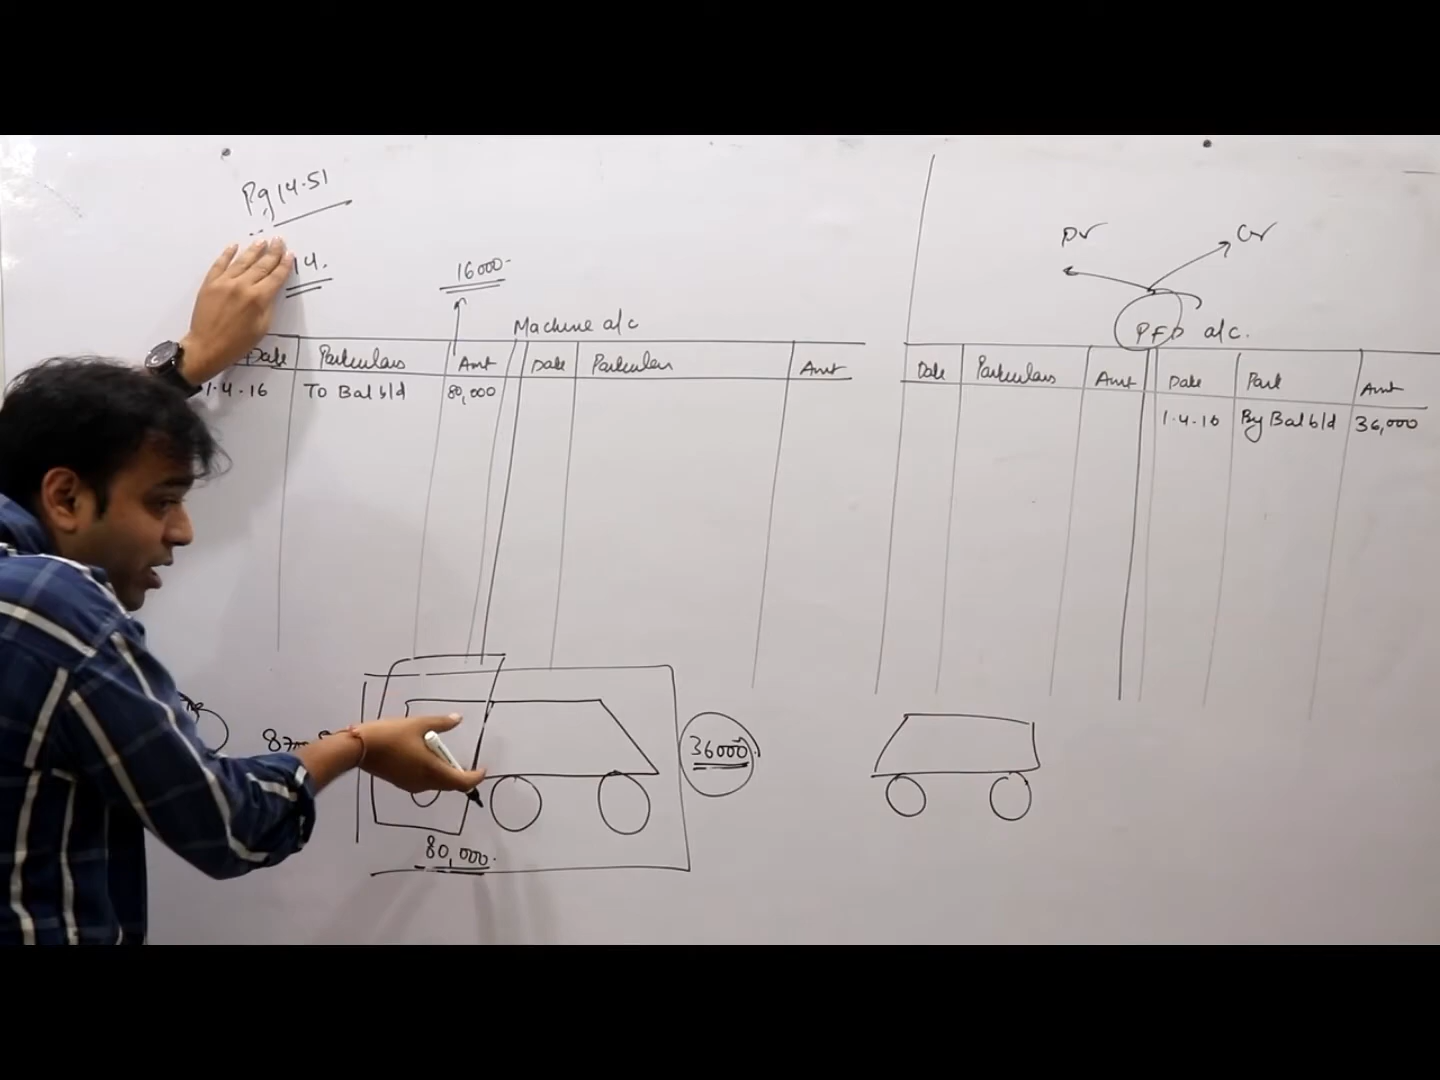 Pg 14.51
14.
16000-
Machine a/c
Date Particulars Amt Date Particulars Amt
1.4.16 To Bal b/d 80,000
Dr Cr
PFD a/c.
Date Particulars Amt Date Part Amt
1.4.16 By Bal b/d 36,000
36000.
80,000.